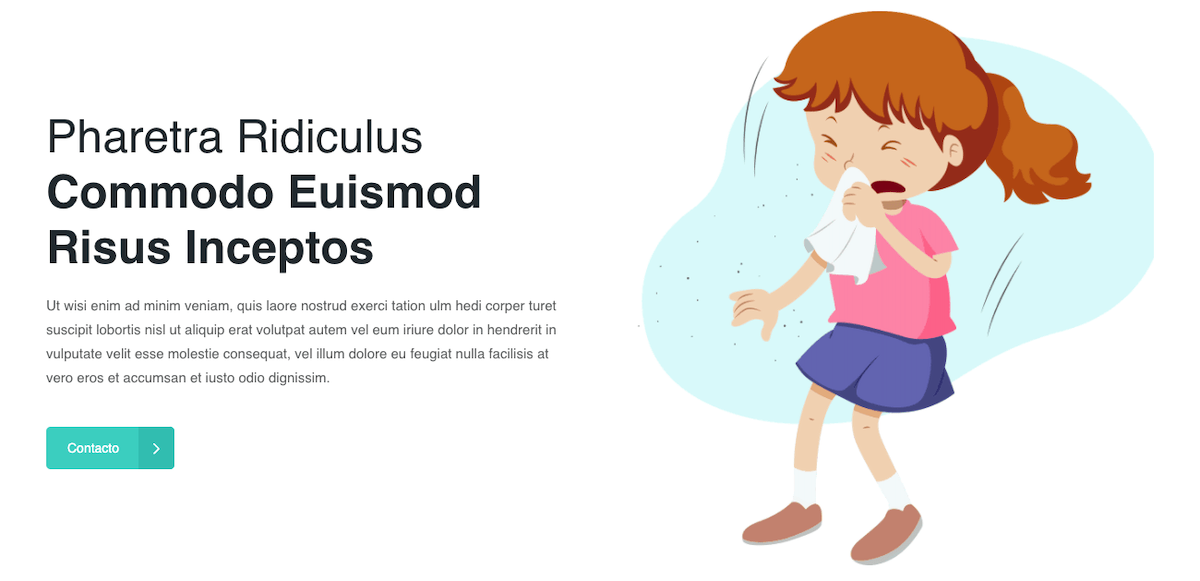 Pharetra Ridiculus
Commodo Euismod
Risus Inceptos
Ut wisi enim ad minim veniam, quis laore nostrud exerci tation ulm hedi corper turet
suscipit lobortis nisl ut aliquip erat volutpat autem vel eum iriure dolor in hendrerit in
vulputate velit esse molestie consequat, vel illum dolore eu feugiat nulla facilisis at
vero eros et accumsan et iusto odio dignissim.
Contacto